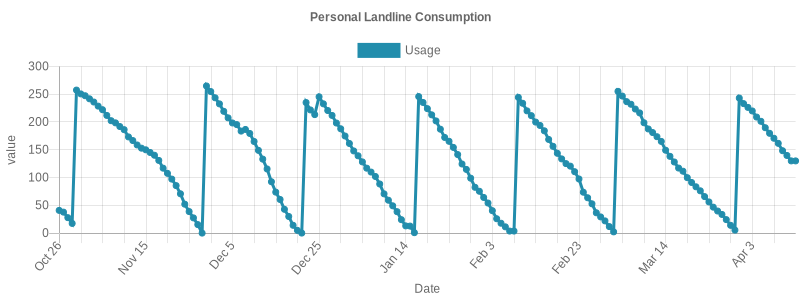 Personal Landline Consumption
Usage
300
250
200
150
100
50
0
value
Oct 26
Nov 15
Dec 5
Dec 25
Jan 14
Feb 3
Feb 23
Mar 14
Apr 3
Date